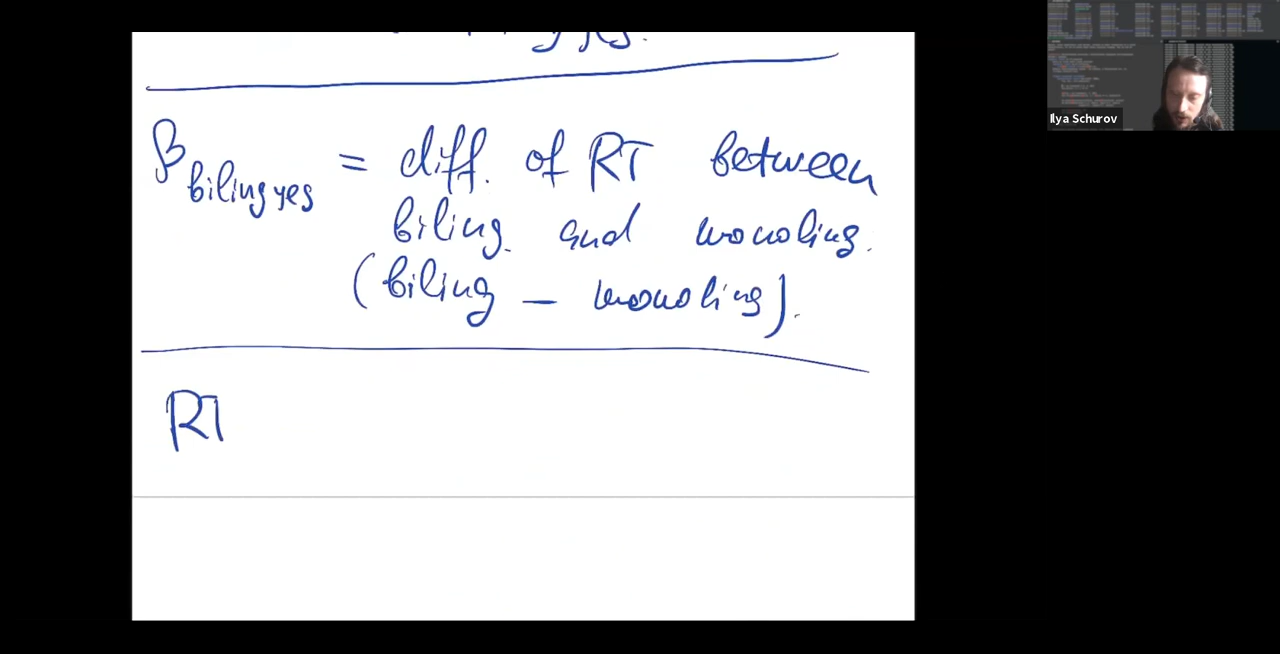 β bilingyes = diff. of RT between
biling. and monoling.
(biling – monoling).
RT
Ilya Schurov